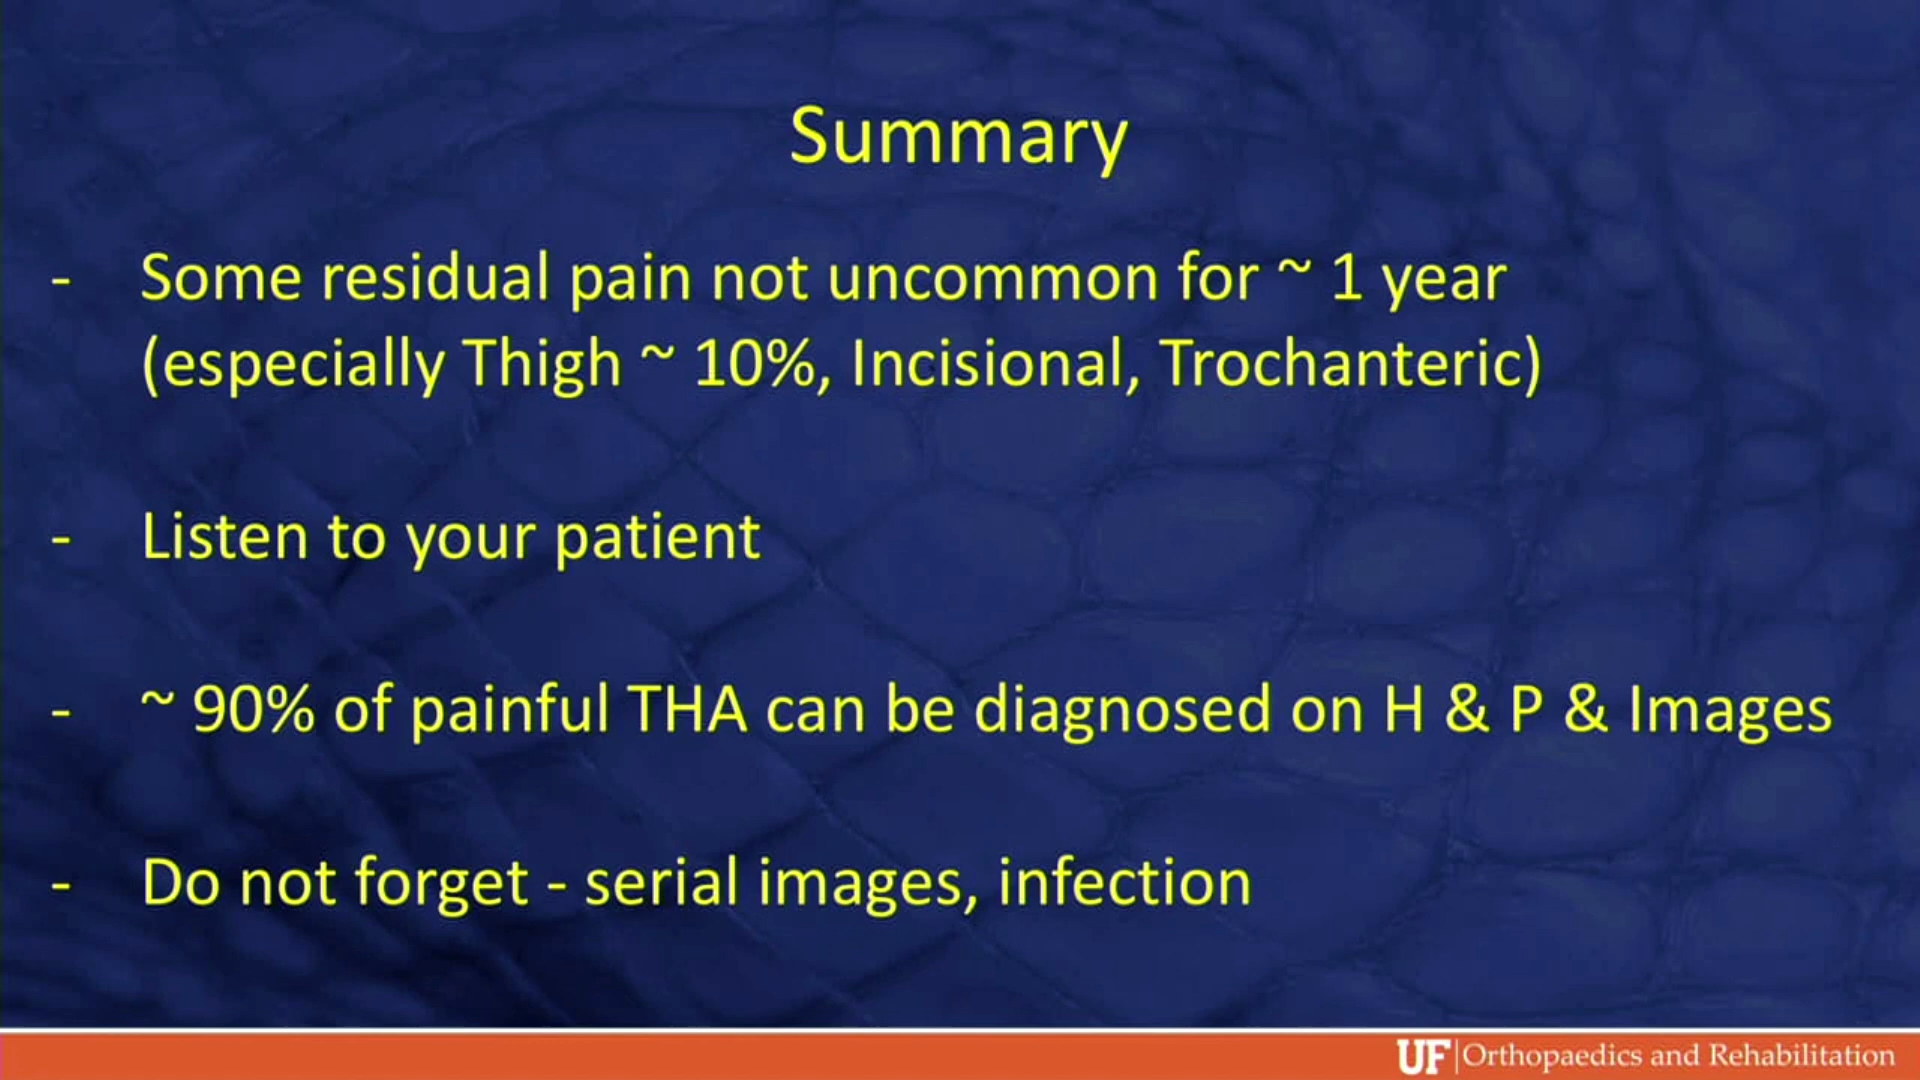 Summary
- Some residual pain not uncommon for ~ 1 year
(especially Thigh ~ 10%, Incisional, Trochanteric)
- Listen to your patient
- ~ 90% of painful THA can be diagnosed on H & P & Images
- Do not forget - serial images, infection
UF | Orthopaedics and Rehabilitation